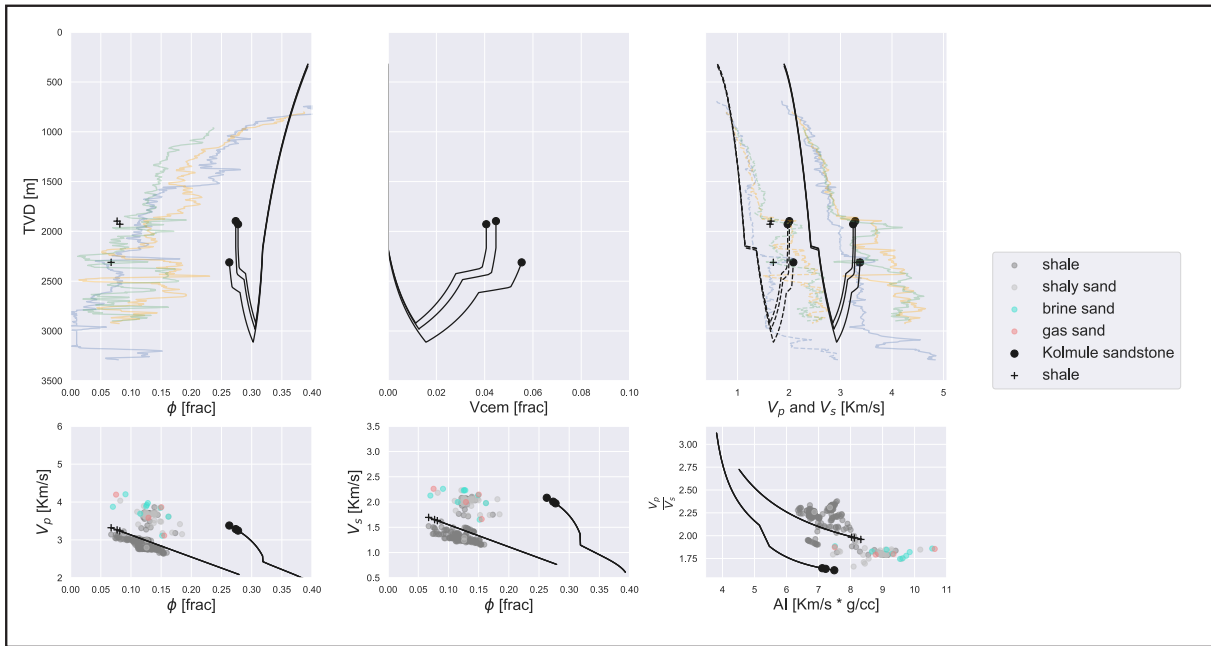 0
500
1000
1500
2000
2500
3000
3500
TVD [m]
0.00 0.05 0.10 0.15 0.20 0.25 0.30 0.35 0.40
ϕ [frac]
0.00 0.02 0.04 0.06 0.08 0.10
Vcem [frac]
1 2 3 4 5
V_p and V_s [Km/s]
shale
shaly sand
brine sand
gas sand
Kolmule sandstone
shale
6
5
4
3
2
V_p [Km/s]
0.00 0.05 0.10 0.15 0.20 0.25 0.30 0.35 0.40
ϕ [frac]
3.5
3.0
2.5
2.0
1.5
1.0
0.5
V_s [Km/s]
0.00 0.05 0.10 0.15 0.20 0.25 0.30 0.35 0.40
ϕ [frac]
3.00
2.75
2.50
2.25
2.00
1.75
V_p
V_s
4 5 6 7 8 9 10 11
AI [Km/s * g/cc]